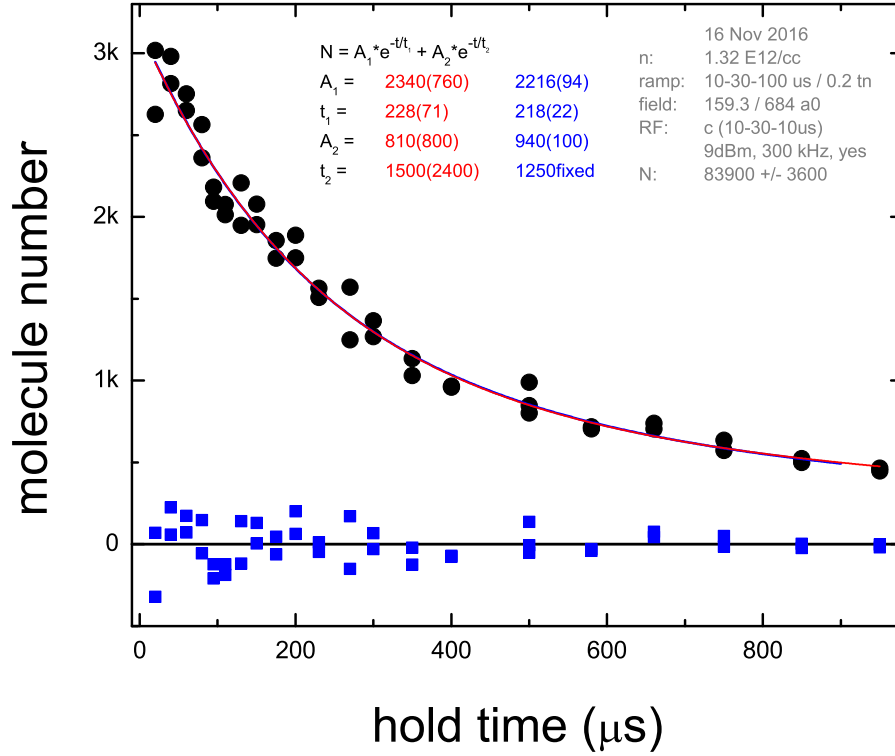 3k
2k
1k
0
molecule number
N = A₁*e^-t/t₁ + A₂*e^-t/t₂
A₁ = 2340(760) 2216(94)
t₁ = 228(71) 218(22)
A₂ = 810(800) 940(100)
t₂ = 1500(2400) 1250fixed
16 Nov 2016
n: 1.32 E12/cc
ramp: 10-30-100 us / 0.2 tn
field: 159.3 / 684 a0
RF: c (10-30-10us)
9dBm, 300 kHz, yes
N: 83900 +/- 3600
0 200 400 600 800
hold time (μs)